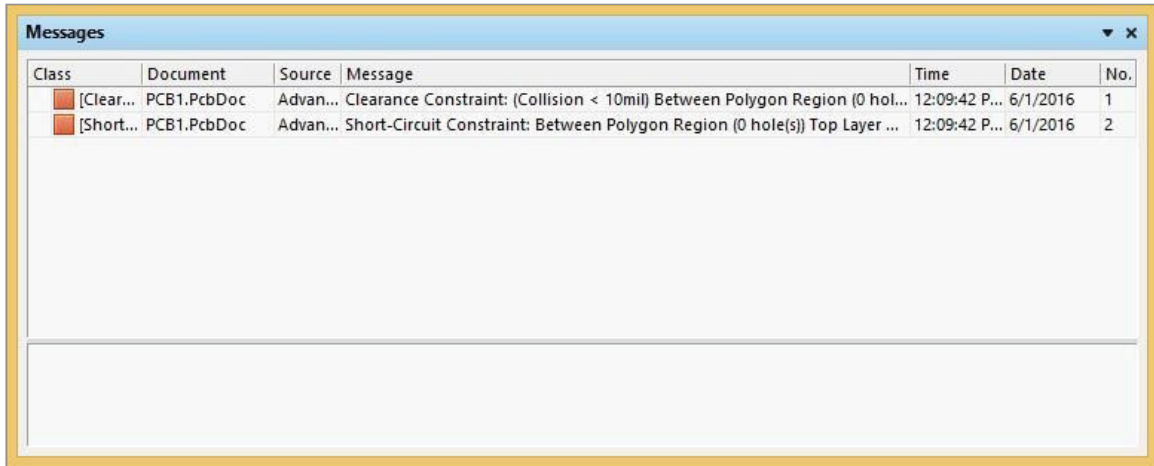 Messages
Class Document Source Message Time Date No.
[Clear... PCB1.PcbDoc Advan... Clearance Constraint: (Collision < 10mil) Between Polygon Region (0 hol... 12:09:42 P... 6/1/2016 1
[Short... PCB1.PcbDoc Advan... Short-Circuit Constraint: Between Polygon Region (0 hole(s)) Top Layer ... 12:09:42 P... 6/1/2016 2